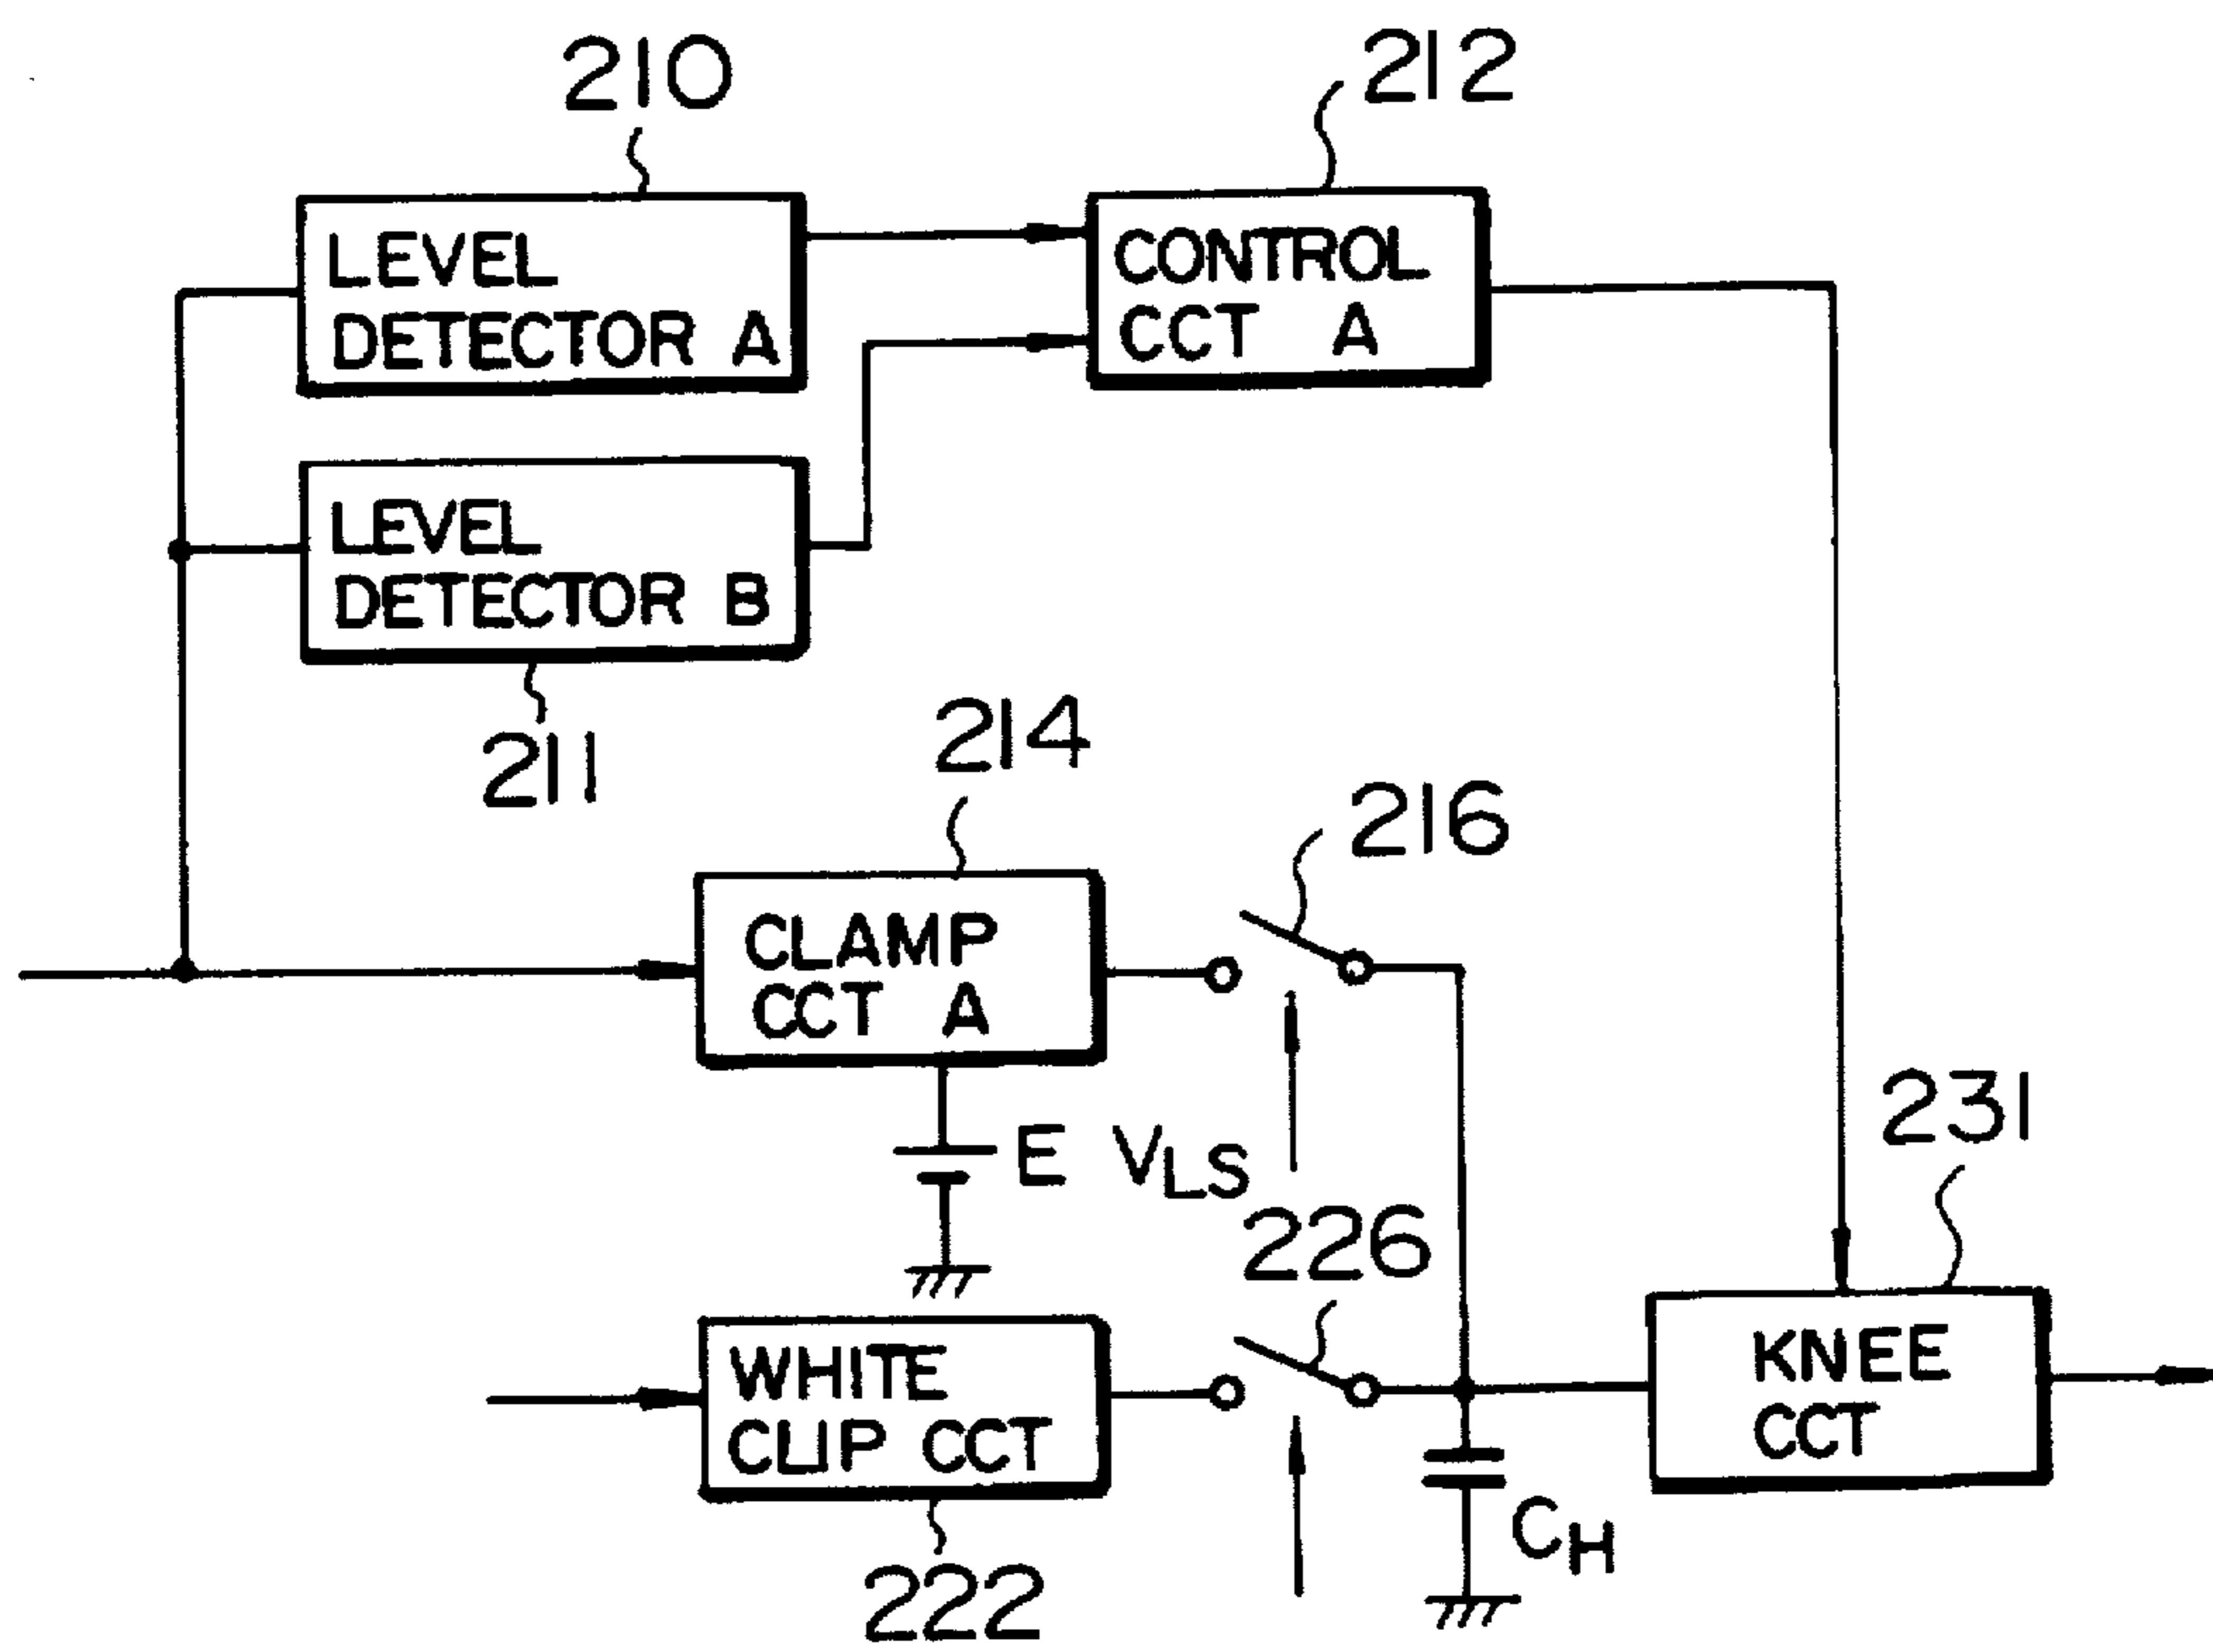 210
212
LEVEL
DETECTOR A
CONTROL
CCT A
LEVEL
DETECTOR B
211
214
216
CLAMP
CCT A
E
VLS
226
231
WHITE
CLIP CCT
KNEE
CCT
CH
222